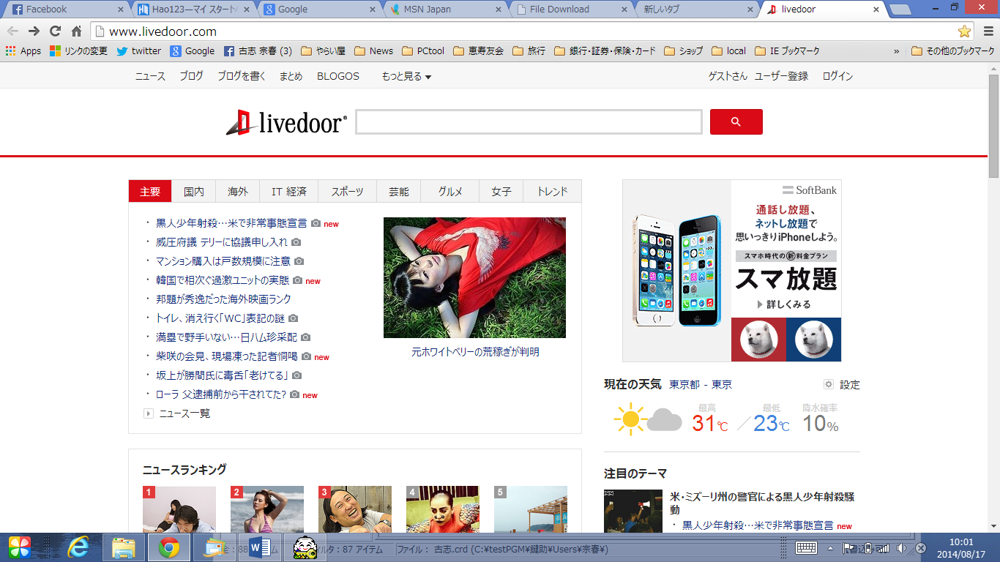 Facebook
Hao123—マイ スタート
Google
MSN Japan
File Download
新しいタブ
livedoor
www.livedoor.com
Apps
リンクの変更
twitter
Google
古志 宗春 (3)
やらい屋
News
PCtool
恵寿友会
旅行
銀行・証券・保険・カード
ショップ
local
IE ブックマーク
»
その他のブックマーク
ニュース
ブログ
ブログを書く
まとめ
BLOGOS
もっと見る
ゲストさん
ユーザー登録
ログイン
livedoor®
主要
国内
海外
IT 経済
スポーツ
芸能
グルメ
女子
トレンド
・ 黒人少年射殺…米で非常事態宣言 new
・ 威圧府議 テリーに協議申し入れ
・ マンション購入は戸数規模に注意
・ 韓国で相次ぐ過激ユニットの実態 new
・ 邦題が秀逸だった海外映画ランク
・ トイレ、消え行く「WC」表記の謎
・ 満塁で野手いない…日ハム珍采配
・ 柴咲の会見、現場凍った記者恫喝 new
・ 坂上が勝間氏に毒舌「老けてる」
・ ローラ 父逮捕前から干されてた? new
ニュース一覧
元ホワイトベリーの荒稼ぎが判明
SoftBank
通話し放題、
ネットし放題で
思いっきりiPhoneしよう。
スマホ時代の新料金プラン
スマ放題
詳しくみる
現在の天気 東京都 - 東京
設定
最高
31℃
最低
23℃
降水確率
10%
ニュースランキング
1
2
3
4
5
注目のテーマ
米・ミズーリ州の警官による黒人少年射殺騒
動
・ 黒人少年射殺…米で非常事態宣言 new
フィルタ : 87 アイテム
ファイル : 古志.crd (C:¥testPGM¥鍵助¥Users¥宗春¥)
10:01
2014/08/17